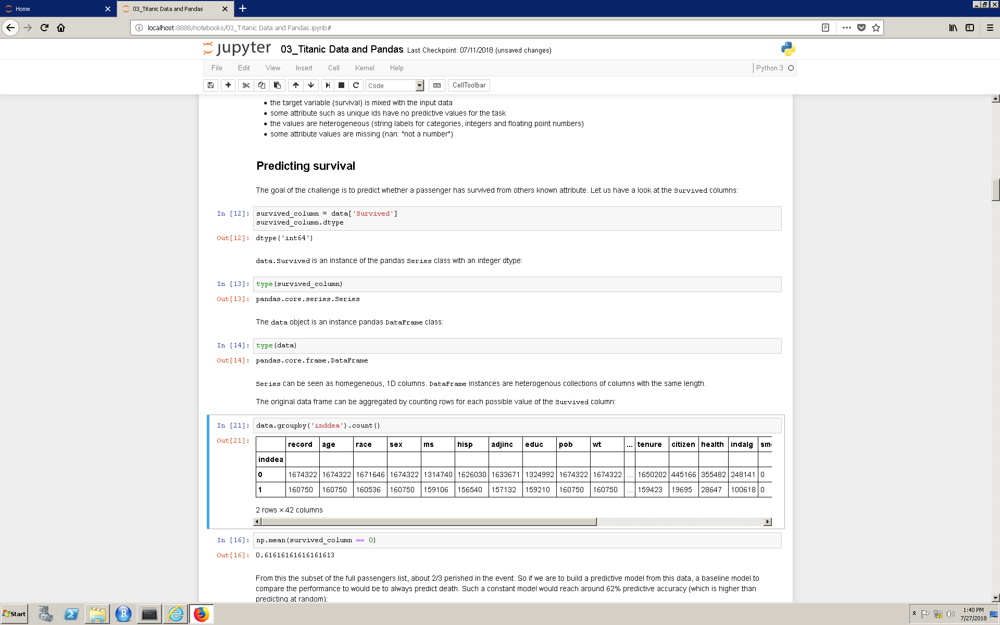 Home
03_Titanic Data and Pandas
localhost:8888/notebooks/03_Titanic Data and Pandas.ipynb#
jupyter 03_Titanic Data and Pandas Last Checkpoint: 07/11/2018 (unsaved changes)
File Edit View Insert Cell Kernel Help Python 3
Code CellToolbar
• the target variable (survival) is mixed with the input data
• some attribute such as unique ids have no predictive values for the task
• the values are heterogeneous (string labels for categories, integers and floating point numbers)
• some attribute values are missing (nan: "not a number")
Predicting survival
The goal of the challenge is to predict whether a passenger has survived from others known attribute. Let us have a look at the Survived columns:
In [12]: survived_column = data['Survived']
survived_column.dtype
Out[12]: dtype('int64')
data.Survived is an instance of the pandas Series class with an integer dtype:
In [13]: type(survived_column)
Out[13]: pandas.core.series.Series
The data object is an instance pandas DataFrame class:
In [14]: type(data)
Out[14]: pandas.core.frame.DataFrame
Series can be seen as homegeneous, 1D columns. DataFrame instances are heterogenous collections of columns with the same length.
The original data frame can be aggregated by counting rows for each possible value of the Survived column:
In [21]: data.groupby('inddea').count()
Out[21]:
record age race sex ms hisp adjinc educ pob wt ... tenure citizen health indalg sm
inddea
0 1674322 1674322 1671646 1674322 1314740 1626030 1633671 1324992 1674322 1674322 ... 1650202 445166 355482 248141 0
1 160750 160750 160536 160750 159106 156540 157132 159210 160750 160750 ... 159423 19695 28647 100618 0
2 rows × 42 columns
In [16]: np.mean(survived_column == 0)
Out[16]: 0.61616161616161613
From this the subset of the full passengers list, about 2/3 perished in the event. So if we are to build a predictive model from this data, a baseline model to
compare the performance to would be to always predict death. Such a constant model would reach around 62% predictive accuracy (which is higher than
predicting at random):
Start
1:40 PM
7/27/2018